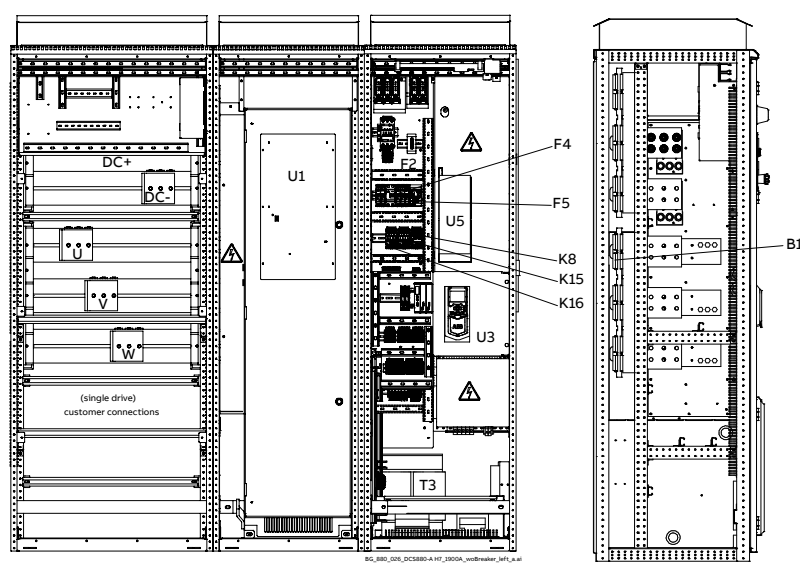 DC+
DC-
U
V
W
(single drive)
customer connections
U1
F2
U5
U3
T3
F4
F5
K8
K15
K16
B1
ABB
BG_880_026_DCS880-A H7_1900A_woBreaker_left_a.ai